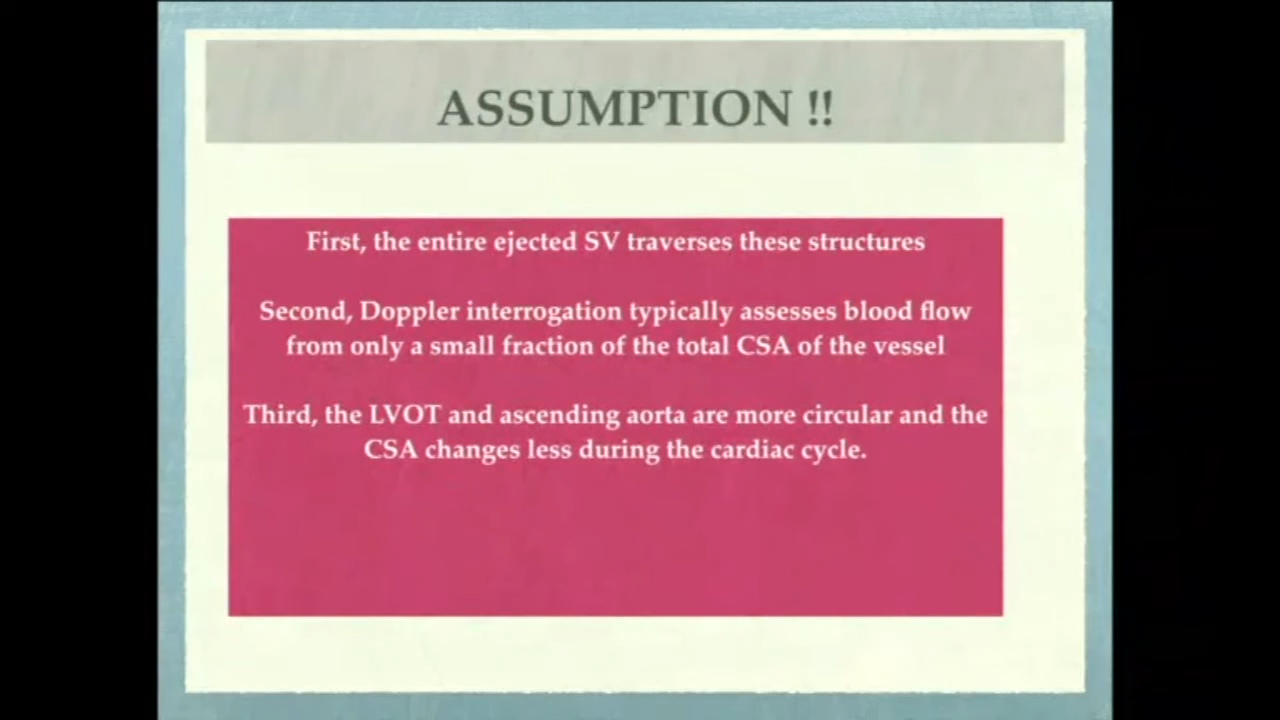 ASSUMPTION !!
First, the entire ejected SV traverses these structures
Second, Doppler interrogation typically assesses blood flow
from only a small fraction of the total CSA of the vessel
Third, the LVOT and ascending aorta are more circular and the
CSA changes less during the cardiac cycle.